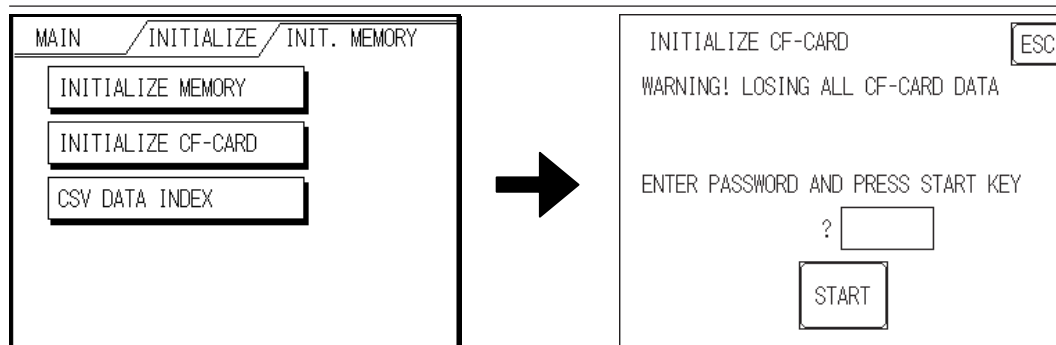 MAIN INITIALIZE INIT. MEMORY
INITIALIZE MEMORY
INITIALIZE CF-CARD
CSV DATA INDEX
INITIALIZE CF-CARD ESC
WARNING! LOSING ALL CF-CARD DATA
ENTER PASSWORD AND PRESS START KEY
?
START